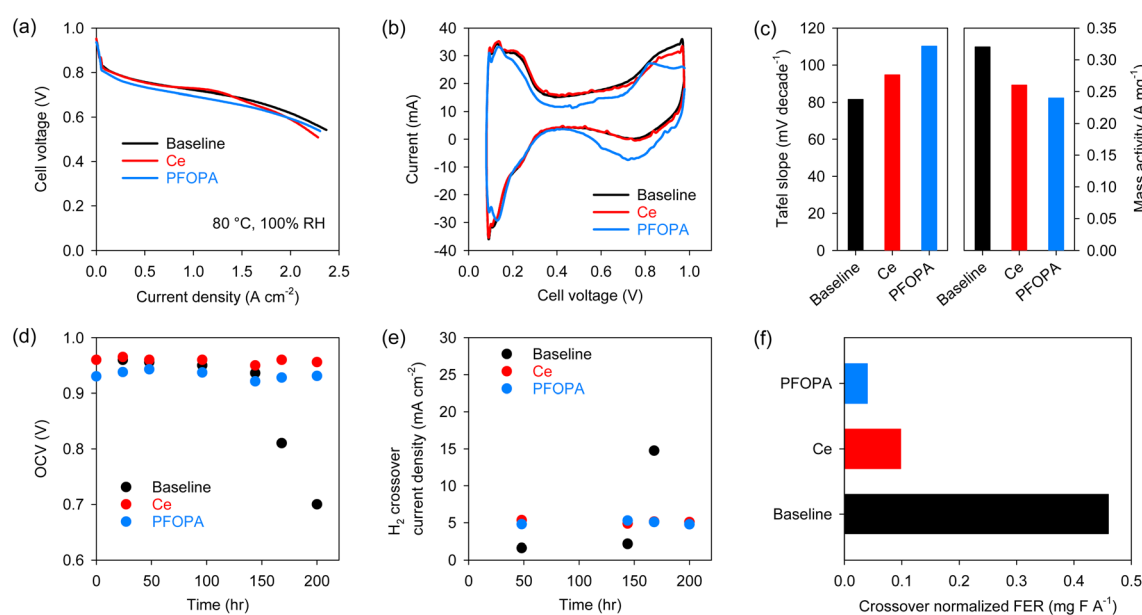 (a)
1.0
0.8
0.6
0.4
0.2
0.0
Cell voltage (V)
Baseline
Ce
PFOPA
80 °C, 100% RH
0.0 0.5 1.0 1.5 2.0 2.5
Current density (A cm⁻²)
(b)
40
30
20
10
0
-10
-20
-30
-40
Current (mA)
Baseline
Ce
PFOPA
0.0 0.2 0.4 0.6 0.8 1.0
Cell voltage (V)
(c)
140
120
100
80
60
40
20
0
Tafel slope (mV decade⁻¹)
Baseline Ce PFOPA
Baseline Ce PFOPA
0.35
0.30
0.25
0.20
0.15
0.10
0.05
0.00
Mass activity (A mg⁻¹)
(d)
1.0
0.9
0.8
0.7
0.6
OCV (V)
Baseline
Ce
PFOPA
0 50 100 150 200
Time (hr)
(e)
30
25
20
15
10
5
0
H₂ crossover
current density (mA cm⁻²)
Baseline
Ce
PFOPA
0 50 100 150 200
Time (hr)
(f)
PFOPA
Ce
Baseline
0.0 0.1 0.2 0.3 0.4 0.5
Crossover normalized FER (mg F A⁻¹)